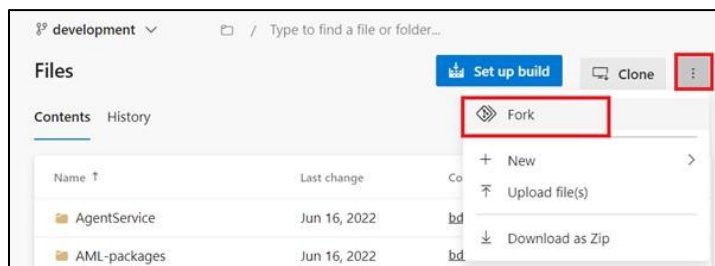 development
/ Type to find a file or folder...
Files
Set up build
Clone
Contents History
Fork
New
Upload file(s)
Download as Zip
Name ↑ Last change Co
AgentService Jun 16, 2022 bd
AML-packages Jun 16, 2022 bd